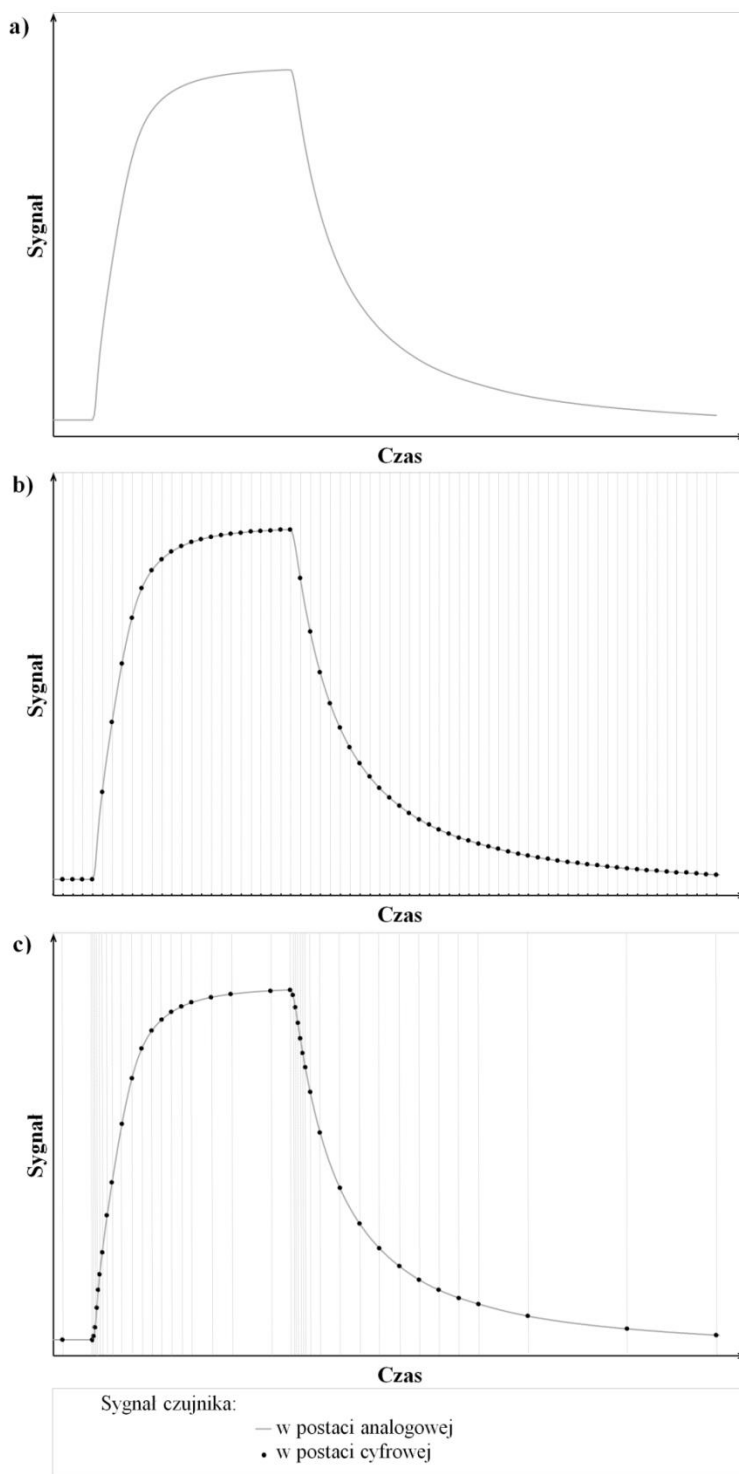 a)
Sygnał
Czas
b)
Sygnał
Czas
c)
Sygnał
Czas
Sygnał czujnika:
w postaci analogowej
w postaci cyfrowej